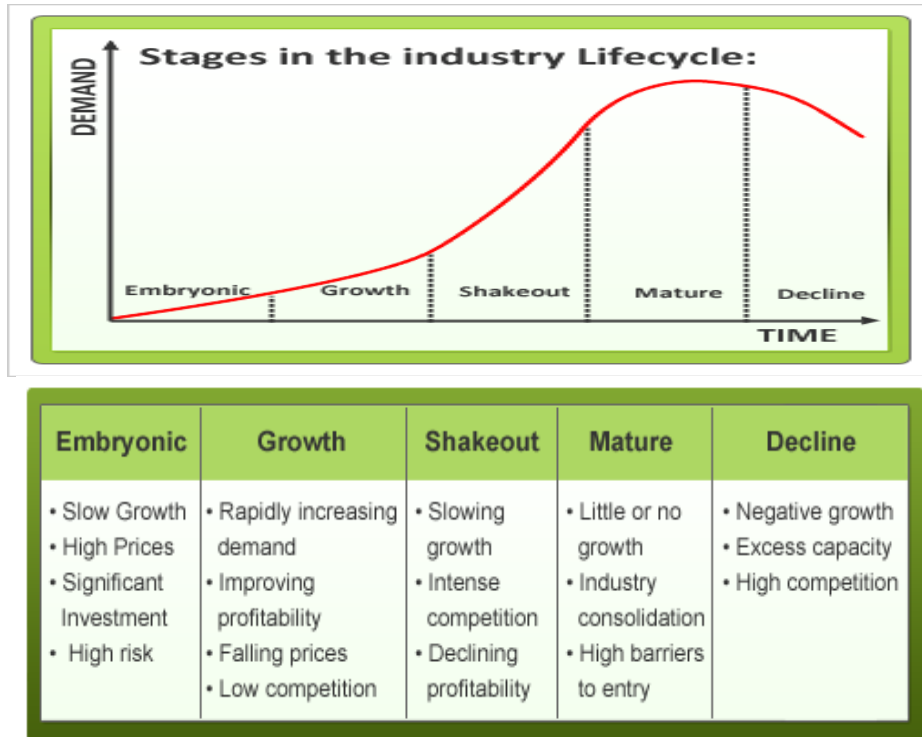 Stages in the industry Lifecycle:
DEMAND
Embryonic
Growth
Shakeout
Mature
Decline
TIME
Embryonic
Growth
Shakeout
Mature
Decline
• Slow Growth
• High Prices
• Significant
Investment
• High risk
• Rapidly increasing
demand
• Improving
profitability
• Falling prices
• Low competition
• Slowing
growth
• Intense
competition
• Declining
profitability
• Little or no
growth
• Industry
consolidation
• High barriers
to entry
• Negative growth
• Excess capacity
• High competition